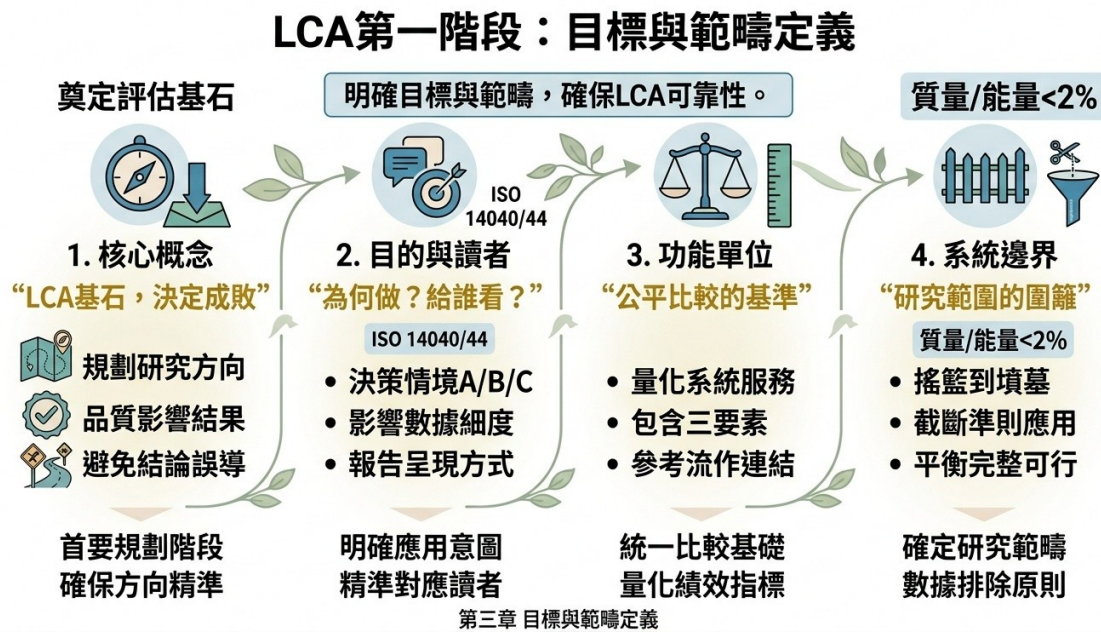 LCA第一階段：目標與範疇定義
奠定評估基石
明確目標與範疇，確保LCA可靠性。
質量/能量<2%
ISO
14040/44
1. 核心概念
“LCA基石，決定成敗”
規劃研究方向
品質影響結果
避免結論誤導
首要規劃階段
確保方向精準
2. 目的與讀者
“為何做？給誰看？”
ISO 14040/44
• 決策情境A/B/C
• 影響數據細度
• 報告呈現方式
明確應用意圖
精準對應讀者
3. 功能單位
“公平比較的基準”
• 量化系統服務
• 包含三要素
• 參考流作連結
統一比較基礎
量化績效指標
4. 系統邊界
“研究範圍的圍籬”
質量/能量<2%
• 搖籃到墳墓
• 截斷準則應用
• 平衡完整可行
確定研究範疇
數據排除原則
第三章 目標與範疇定義